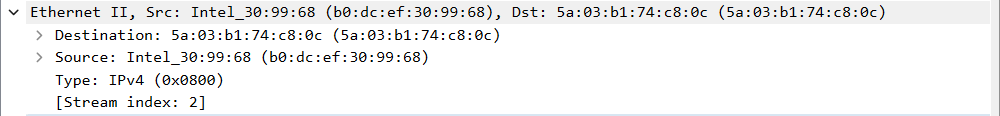 Ethernet II, Src: Intel_30:99:68 (b0:dc:ef:30:99:68), Dst: 5a:03:b1:74:c8:0c (5a:03:b1:74:c8:0c)
Destination: 5a:03:b1:74:c8:0c (5a:03:b1:74:c8:0c)
Source: Intel_30:99:68 (b0:dc:ef:30:99:68)
Type: IPv4 (0x0800)
[Stream index: 2]